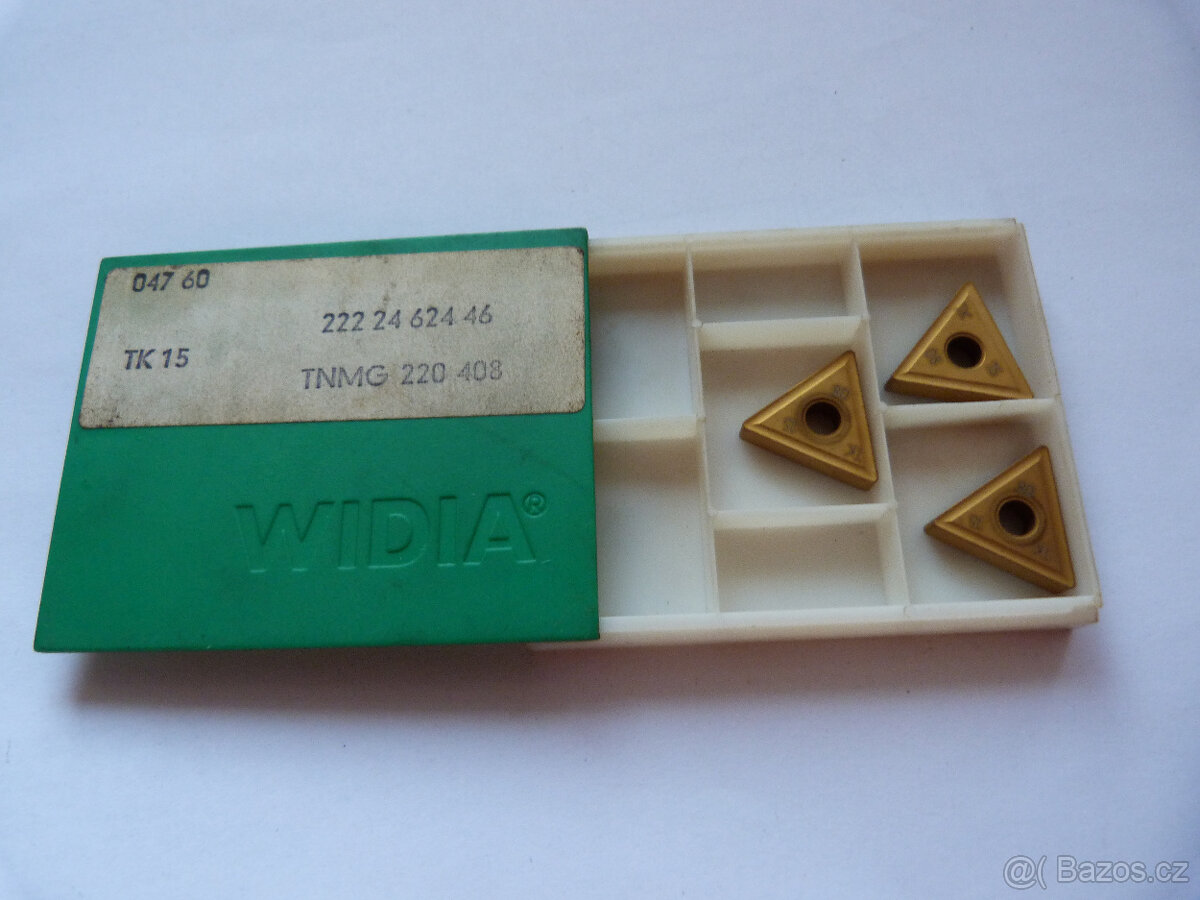 047 60
222 24 624 46
TK 15
TNMG 220 408
WIDIA®
@( Bazos.cz